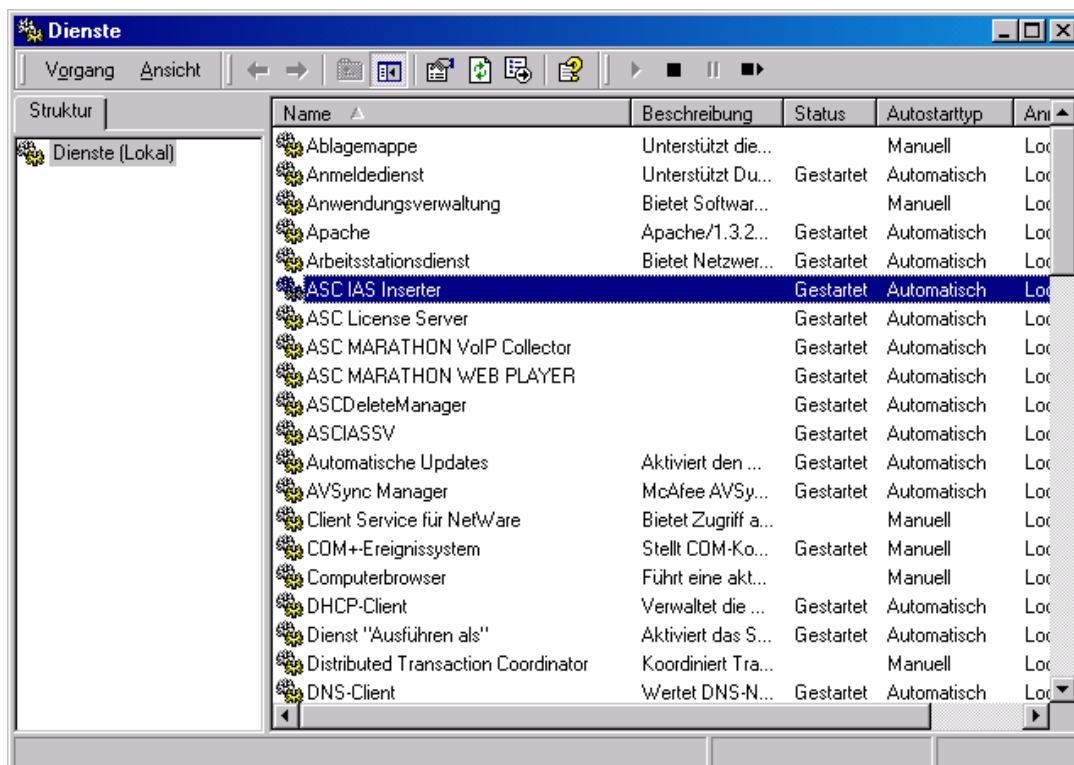 Dienste
Vorgang Ansicht
Struktur
Dienste (Lokal)
Name Beschreibung Status Autostarttyp
Ablagemappe Unterstützt die... Manuell
Anmeldedienst Unterstützt Du... Gestartet Automatisch
Anwendungsverwaltung Bietet Softwar... Manuell
Apache Apache/1.3.2... Gestartet Automatisch
Arbeitsstationsdienst Bietet Netzwer... Gestartet Automatisch
ASC IAS Inserter Gestartet Automatisch
ASC License Server Gestartet Automatisch
ASC MARATHON VoIP Collector Gestartet Automatisch
ASC MARATHON WEB PLAYER Gestartet Automatisch
ASCDeleteManager Gestartet Automatisch
ASCIASSV Gestartet Automatisch
Automatische Updates Aktiviert den ... Gestartet Automatisch
AVSync Manager McAfee AVSy... Gestartet Automatisch
Client Service für NetWare Bietet Zugriff a... Manuell
COM+-Ereignissystem Stellt COM-Ko... Gestartet Manuell
Computerbrowser Führt eine akt... Manuell
DHCP-Client Verwaltet die ... Gestartet Automatisch
Dienst "Ausführen als" Aktiviert das S... Gestartet Automatisch
Distributed Transaction Coordinator Koordiniert Tra... Manuell
DNS-Client Wertet DNS-N... Gestartet Automatisch